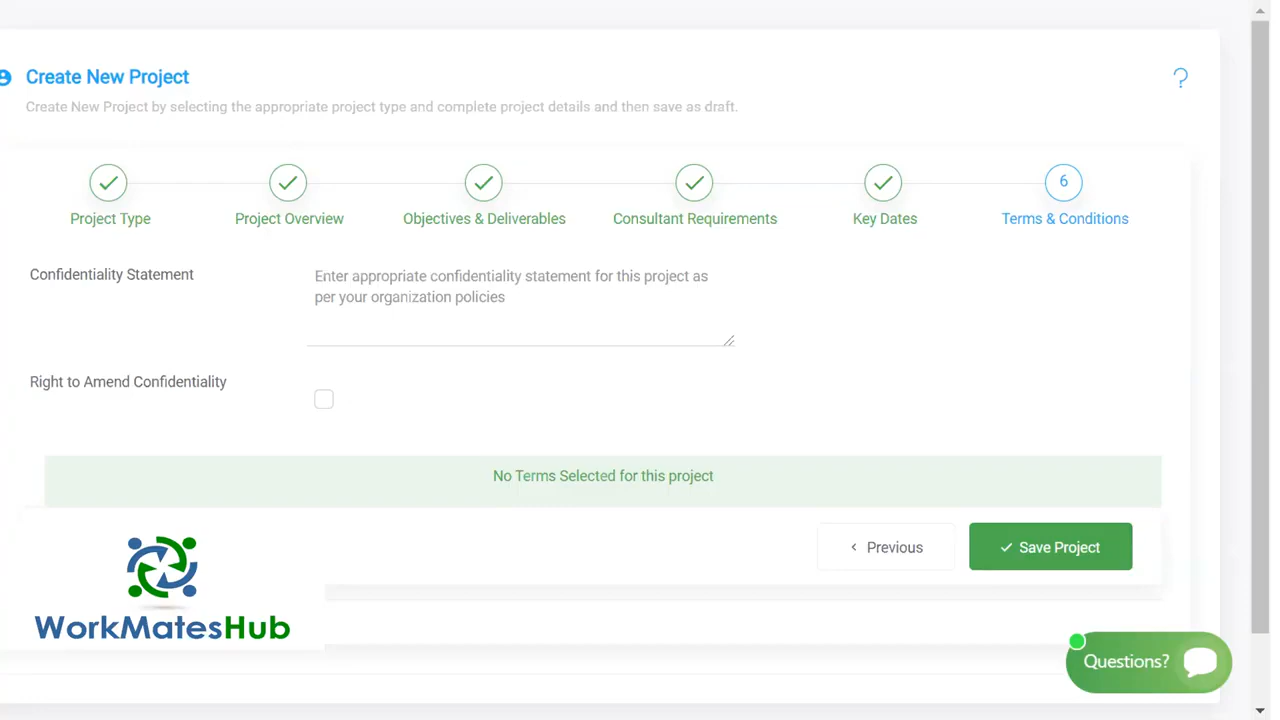 Create New Project
Create New Project by selecting the appropriate project type and complete project details and then save as draft.
Project Type
Project Overview
Objectives & Deliverables
Consultant Requirements
Key Dates
6
Terms & Conditions
Confidentiality Statement
Enter appropriate confidentiality statement for this project as
per your organization policies
Right to Amend Confidentiality
No Terms Selected for this project
Previous
Save Project
WorkMatesHub
Questions?